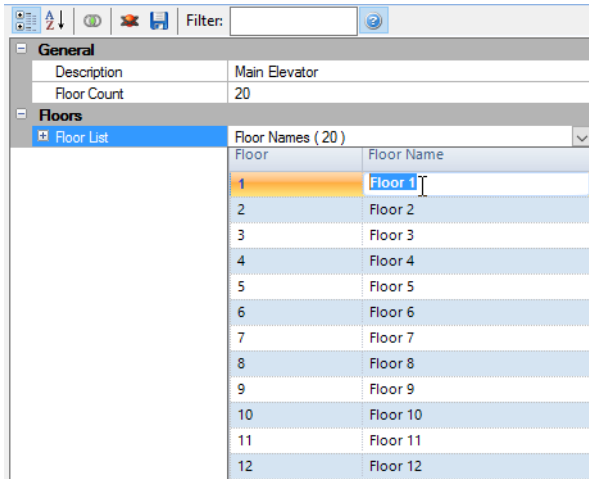 A Z Filter: ?
General
Description Main Elevator
Floor Count 20
Floors
Floor List Floor Names ( 20 )
Floor Floor Name
1 Floor 1
2 Floor 2
3 Floor 3
4 Floor 4
5 Floor 5
6 Floor 6
7 Floor 7
8 Floor 8
9 Floor 9
10 Floor 10
11 Floor 11
12 Floor 12